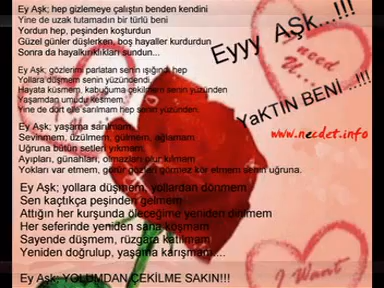 Ey Aşk; hep gizlemeye çalıştın benden kendini
Yine de uzak tutamadın bir türlü beni
Yordun hep, peşinden koşturdun
Güzel günler düşlerken, boş hayaller kurdurdun
Sonra da hayalkırıklıkları sundun...
Ey Aşk; gözlerimi parlatan senin ışığındı hep
Yollara düşmem senin yüzündendi,
Hayata küsmem, kabuğuma çekilmem senin yüzünden
Yaşamdan umudu kesmem,
Yine de dört elle sarılmam hep senin yüzünden.
Ey Aşk; yaşama sarılmam,
Sevinmem, üzülmem, gülmem, ağlamam
Uğruna bütün setleri yıkmam,
Ayıpları, günahları, olmazları olur kılmam
Yokları var etmem, görür gözleri görmez kör etmem senin uğruna.
Ey Aşk; yollara düşmem, yollardan dönmem
Sen kaçtıkça peşinden gelmem
Attığın her kurşunda öleceğime yeniden dirilmem
Her seferinde yeniden sana koşmam
Sayende düşmem, rüzgara katılmam
Yeniden doğrulup, yaşama karışmam....
Ey Aşk; YOLUMDAN ÇEKİLME SAKIN!!!
Eyyy AŞk...!!!
YaKTIN BENİ ...!!!
www.necdet.info
need
U...
I Want